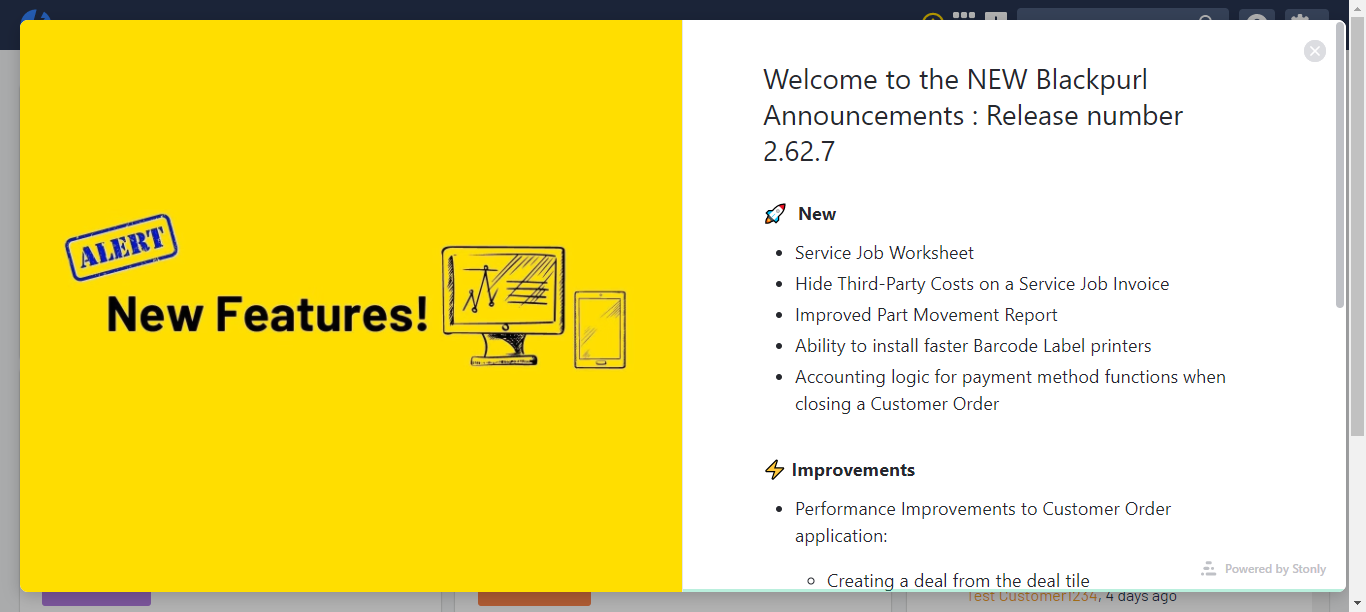 ALERT
New Features!
Welcome to the NEW Blackpurl
Announcements : Release number
2.62.7
🚀 New
• Service Job Worksheet
• Hide Third-Party Costs on a Service Job Invoice
• Improved Part Movement Report
• Ability to install faster Barcode Label printers
• Accounting logic for payment method functions when
closing a Customer Order
⚡ Improvements
• Performance Improvements to Customer Order
application:
○ Creating a deal from the deal tile
Powered by Stonly
Test Customer1234, 4 days ago